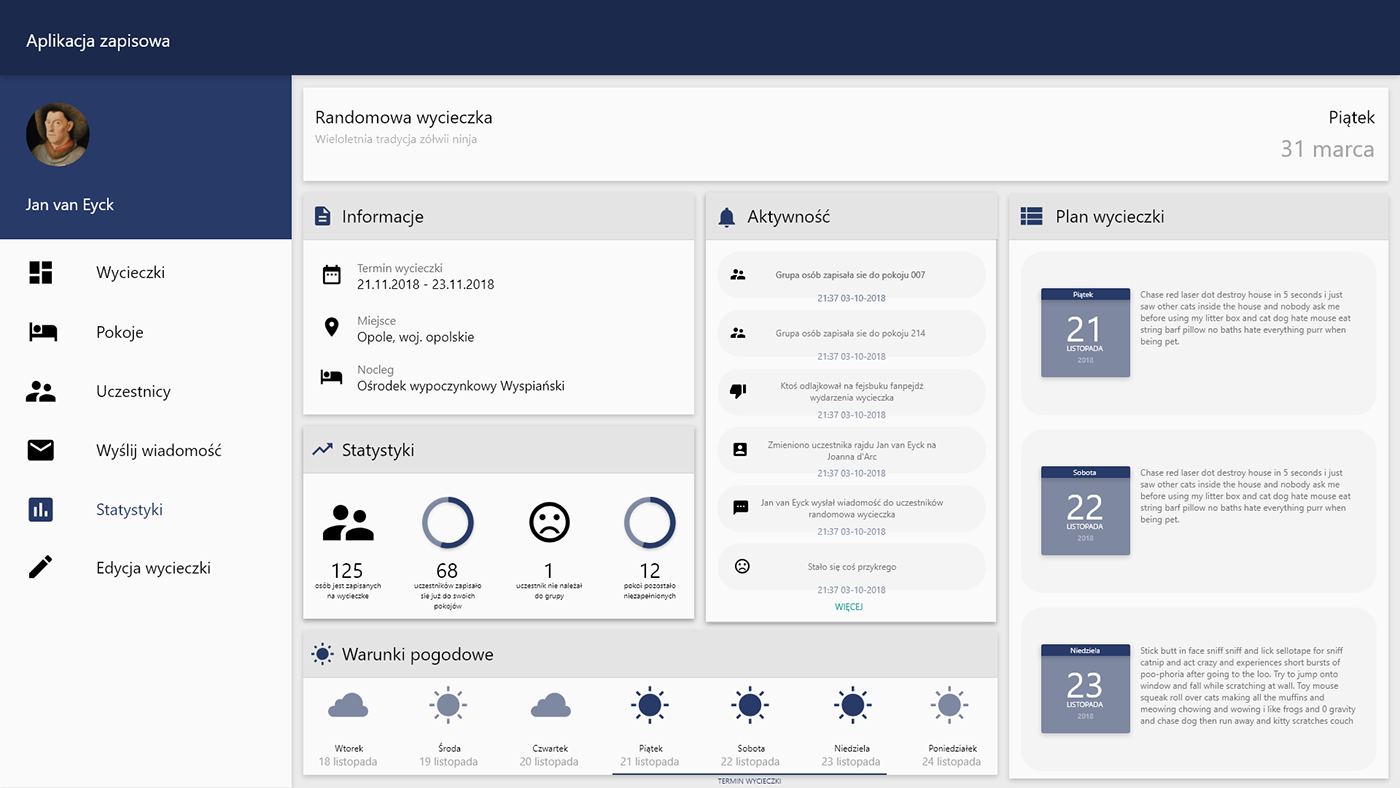 Aplikacja zapisowa
Jan van Eyck
Wycieczki
Pokoje
Uczestnicy
Wyślij wiadomość
Statystyki
Edycja wycieczki
Randomowa wycieczka
Wieloletnia tradycja żółwii ninja
Piątek
31 marca
Informacje
Termin wycieczki
21.11.2018 - 23.11.2018
Miejsce
Opole, woj. opolskie
Nocleg
Ośrodek wypoczynkowy Wyspiański
Statystyki
125
osób jest zapisanych
na wycieczke
68
uczestników zapisało
się już do swoich
pokojów
1
uczestnik nie należał
do grupy
12
pokoi pozostało
niezapełnionych
Aktywność
Grupa osób zapisała sie do pokoju 007
21:37 03-10-2018
Grupa osób zapisała sie do pokoju 214
21:37 03-10-2018
Ktoś odlajkował na fejsbuku fanpejdż
wydarzenia wycieczka
21:37 03-10-2018
Zmieniono uczestnika rajdu Jan van Eyck na
Joanna d'Arc
21:37 03-10-2018
Jan van Eyck wysłał wiadomość do uczestników
randomowa wycieczka
21:37 03-10-2018
Stało się coś przykrego
21:37 03-10-2018
WIĘCEJ
Plan wycieczki
Piątek
21
LISTOPADA
2018
Chase red laser dot destroy house in 5 seconds i just
saw other cats inside the house and nobody ask me
before using my litter box and cat dog hate mouse eat
string barf pillow no baths hate everything purr when
being pet.
Sobota
22
LISTOPADA
2018
Chase red laser dot destroy house in 5 seconds i just
saw other cats inside the house and nobody ask me
before using my litter box and cat dog hate mouse eat
string barf pillow no baths hate everything purr when
being pet.
Niedziela
23
LISTOPADA
2018
Stick butt in face sniff sniff and lick sellotape for sniff
catnip and act crazy and experiences short bursts of
poo-phoria after going to the loo. Try to jump onto
window and fall while scratching at wall. Toy mouse
squeak roll over cats making all the muffins and
meowing chowing and wowing i like frogs and 0 gravity
and chase dog then run away and kitty scratches couch
Warunki pogodowe
Wtorek
18 listopada
Środa
19 listopada
Czwartek
20 listopada
Piątek
21 listopada
Sobota
22 listopada
Niedziela
23 listopada
Poniedziałek
24 listopada
TERMIN WYCIECZKI